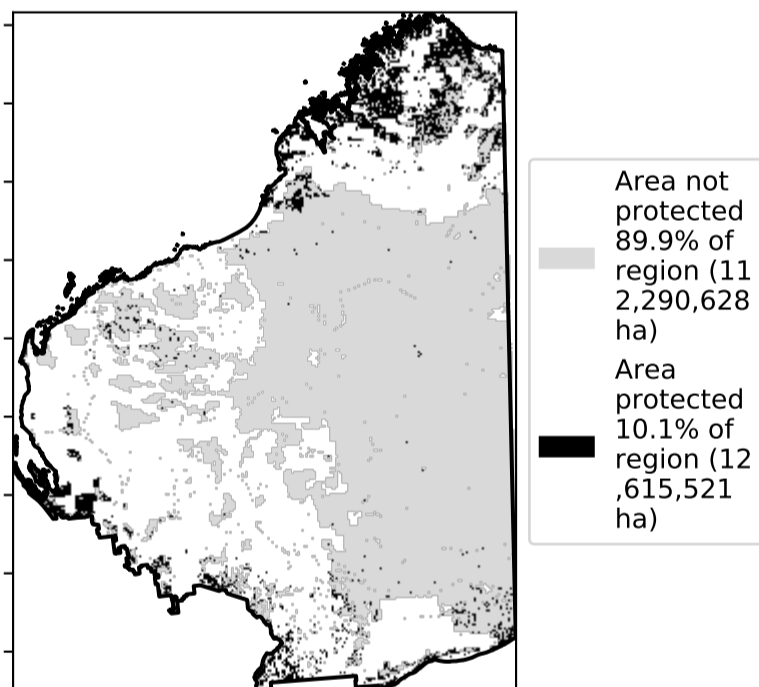 Area not
protected
89.9% of
region (11
2,290,628
ha)
Area
protected
10.1% of
region (12
,615,521
ha)